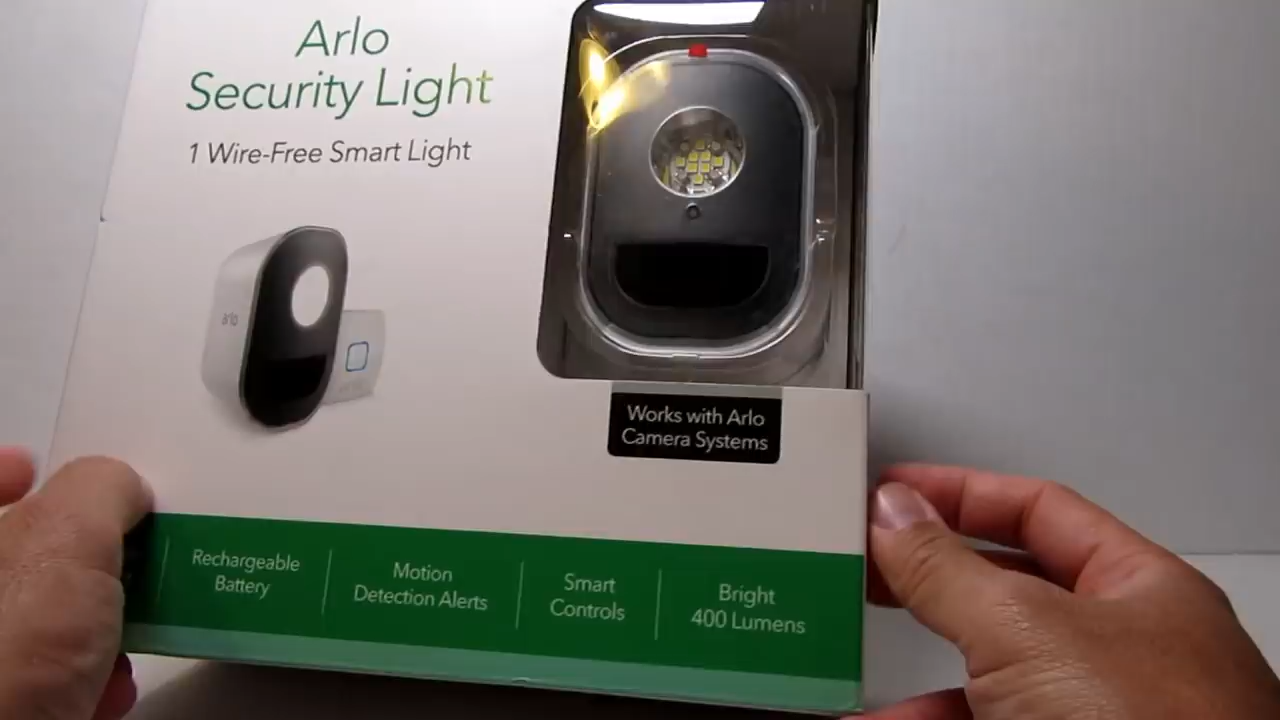 Arlo
Security Light
1 Wire-Free Smart Light
arlo
Works with Arlo
Camera Systems
Rechargeable
Battery
Motion
Detection Alerts
Smart
Controls
Bright
400 Lumens